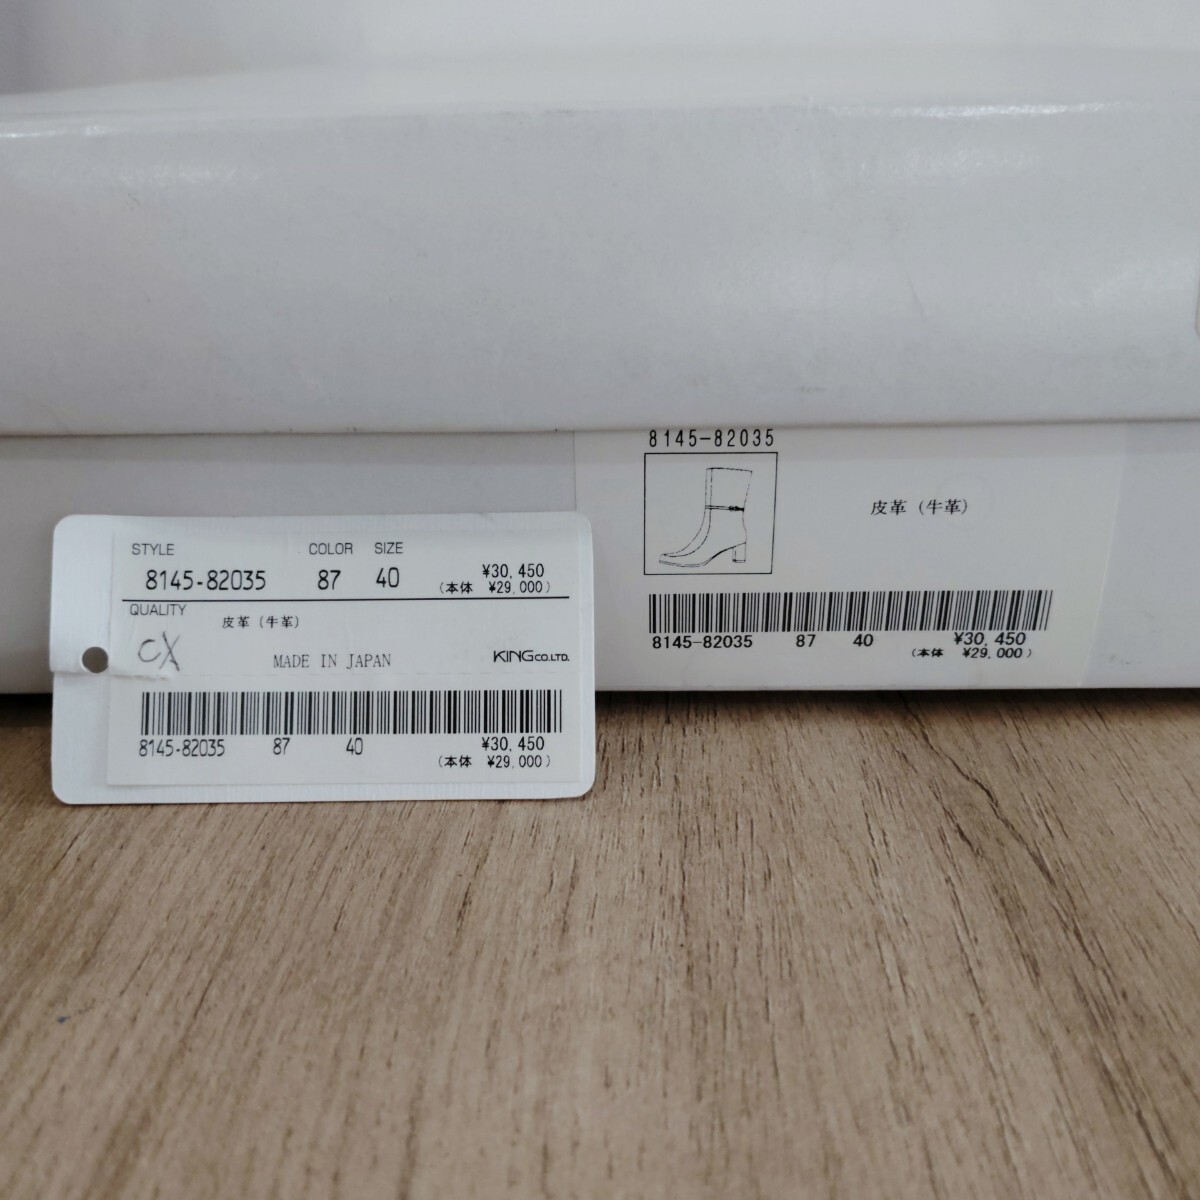 8145-82035
皮革（牛革）
8145-82035 87 40 ¥30,450
（本体 ¥29,000）
STYLE COLOR SIZE
8145-82035 87 40 ¥30,450
（本体 ¥29,000）
QUALITY
皮革（牛革）
CX
MADE IN JAPAN KING CO.LTD.
8145-82035 87 40 ¥30,450
（本体 ¥29,000）